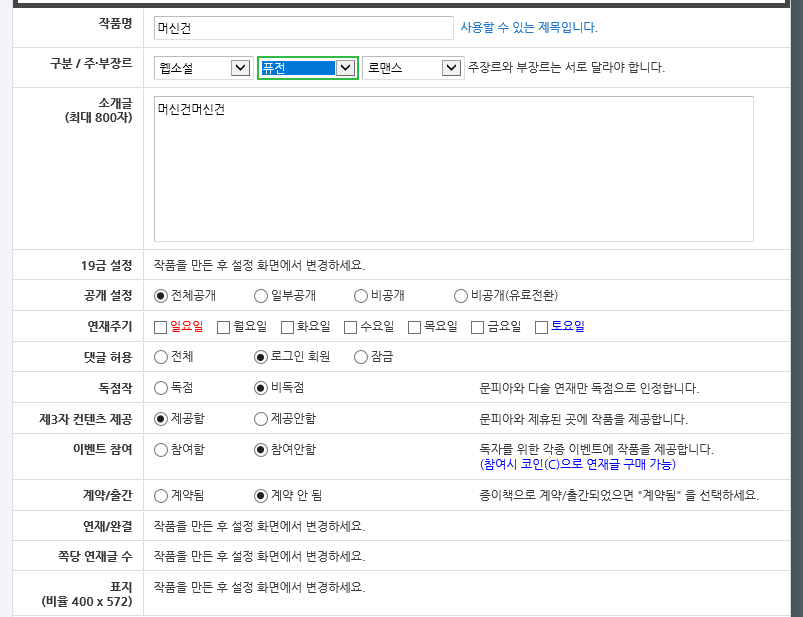 작품명 머신건 사용할 수 있는 제목입니다.
구분 / 주·부장르 웹소설 퓨전 로맨스 주장르와 부장르는 서로 달라야 합니다.
소개글 머신건머신건
(최대 800자)
19금 설정 작품을 만든 후 설정 화면에서 변경하세요.
공개 설정 전체공개 일부공개 비공개 비공개(유료전환)
연재주기 일요일 월요일 화요일 수요일 목요일 금요일 토요일
댓글 허용 전체 로그인 회원 잠금
독점작 독점 비독점 문피아와 다술 연재만 독점으로 인정합니다.
제3자 컨텐츠 제공 제공함 제공안함 문피아와 제휴된 곳에 작품을 제공합니다.
이벤트 참여 참여함 참여안함 독자를 위한 각종 이벤트에 작품을 제공합니다.
(참여시 코인(C)으로 연재글 구매 가능)
계약/출간 계약됨 계약 안 됨 종이책으로 계약/출간되었으면 "계약됨" 을 선택하세요.
연재/완결 작품을 만든 후 설정 화면에서 변경하세요.
쪽당 연재글 수 작품을 만든 후 설정 화면에서 변경하세요.
표지 작품을 만든 후 설정 화면에서 변경하세요.
(비율 400 x 572)